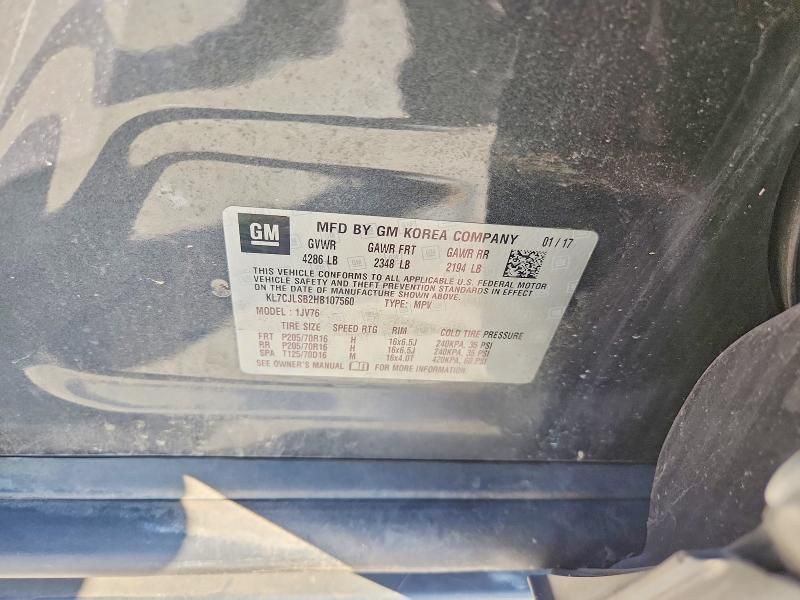 GM MFD BY GM KOREA COMPANY 01 / 17
GVWR GAWR FRT GAWR RR
4286 LB 2348 LB 2194 LB
THIS VEHICLE CONFORMS TO ALL APPLICABLE U.S. FEDERAL MOTOR
VEHICLE SAFETY AND THEFT PREVENTION STANDARDS IN EFFECT
ON THE DATE OF MANUFACTURE SHOWN ABOVE.
KL7CJLSB2HB107560 TYPE: MPV
MODEL : 1JV76
TIRE SIZE SPEED RTG RIM COLD TIRE PRESSURE
FRT P205/70R16 H 16x6.5J 240KPA, 35 PSI
RR P205/70R16 H 16x6.5J 240KPA, 35 PSI
SPA T125/70D16 M 16x4.0T 420KPA, 60 PSI
SEE OWNER'S MANUAL FOR MORE INFORMATION.